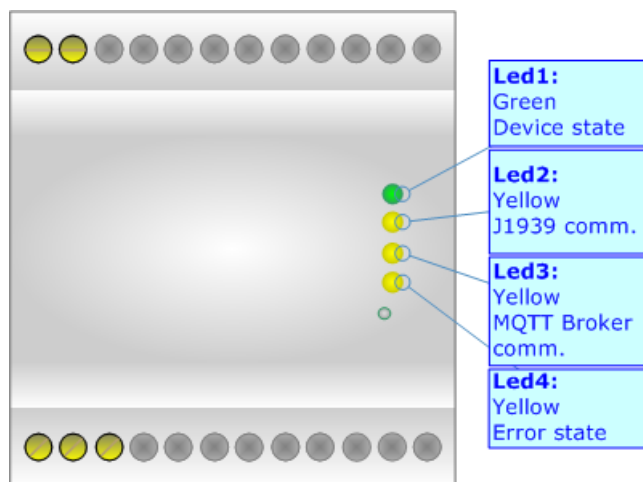 Led1:
Green
Device state
Led2:
Yellow
J1939 comm.
Led3:
Yellow
MQTT Broker
comm.
Led4:
Yellow
Error state